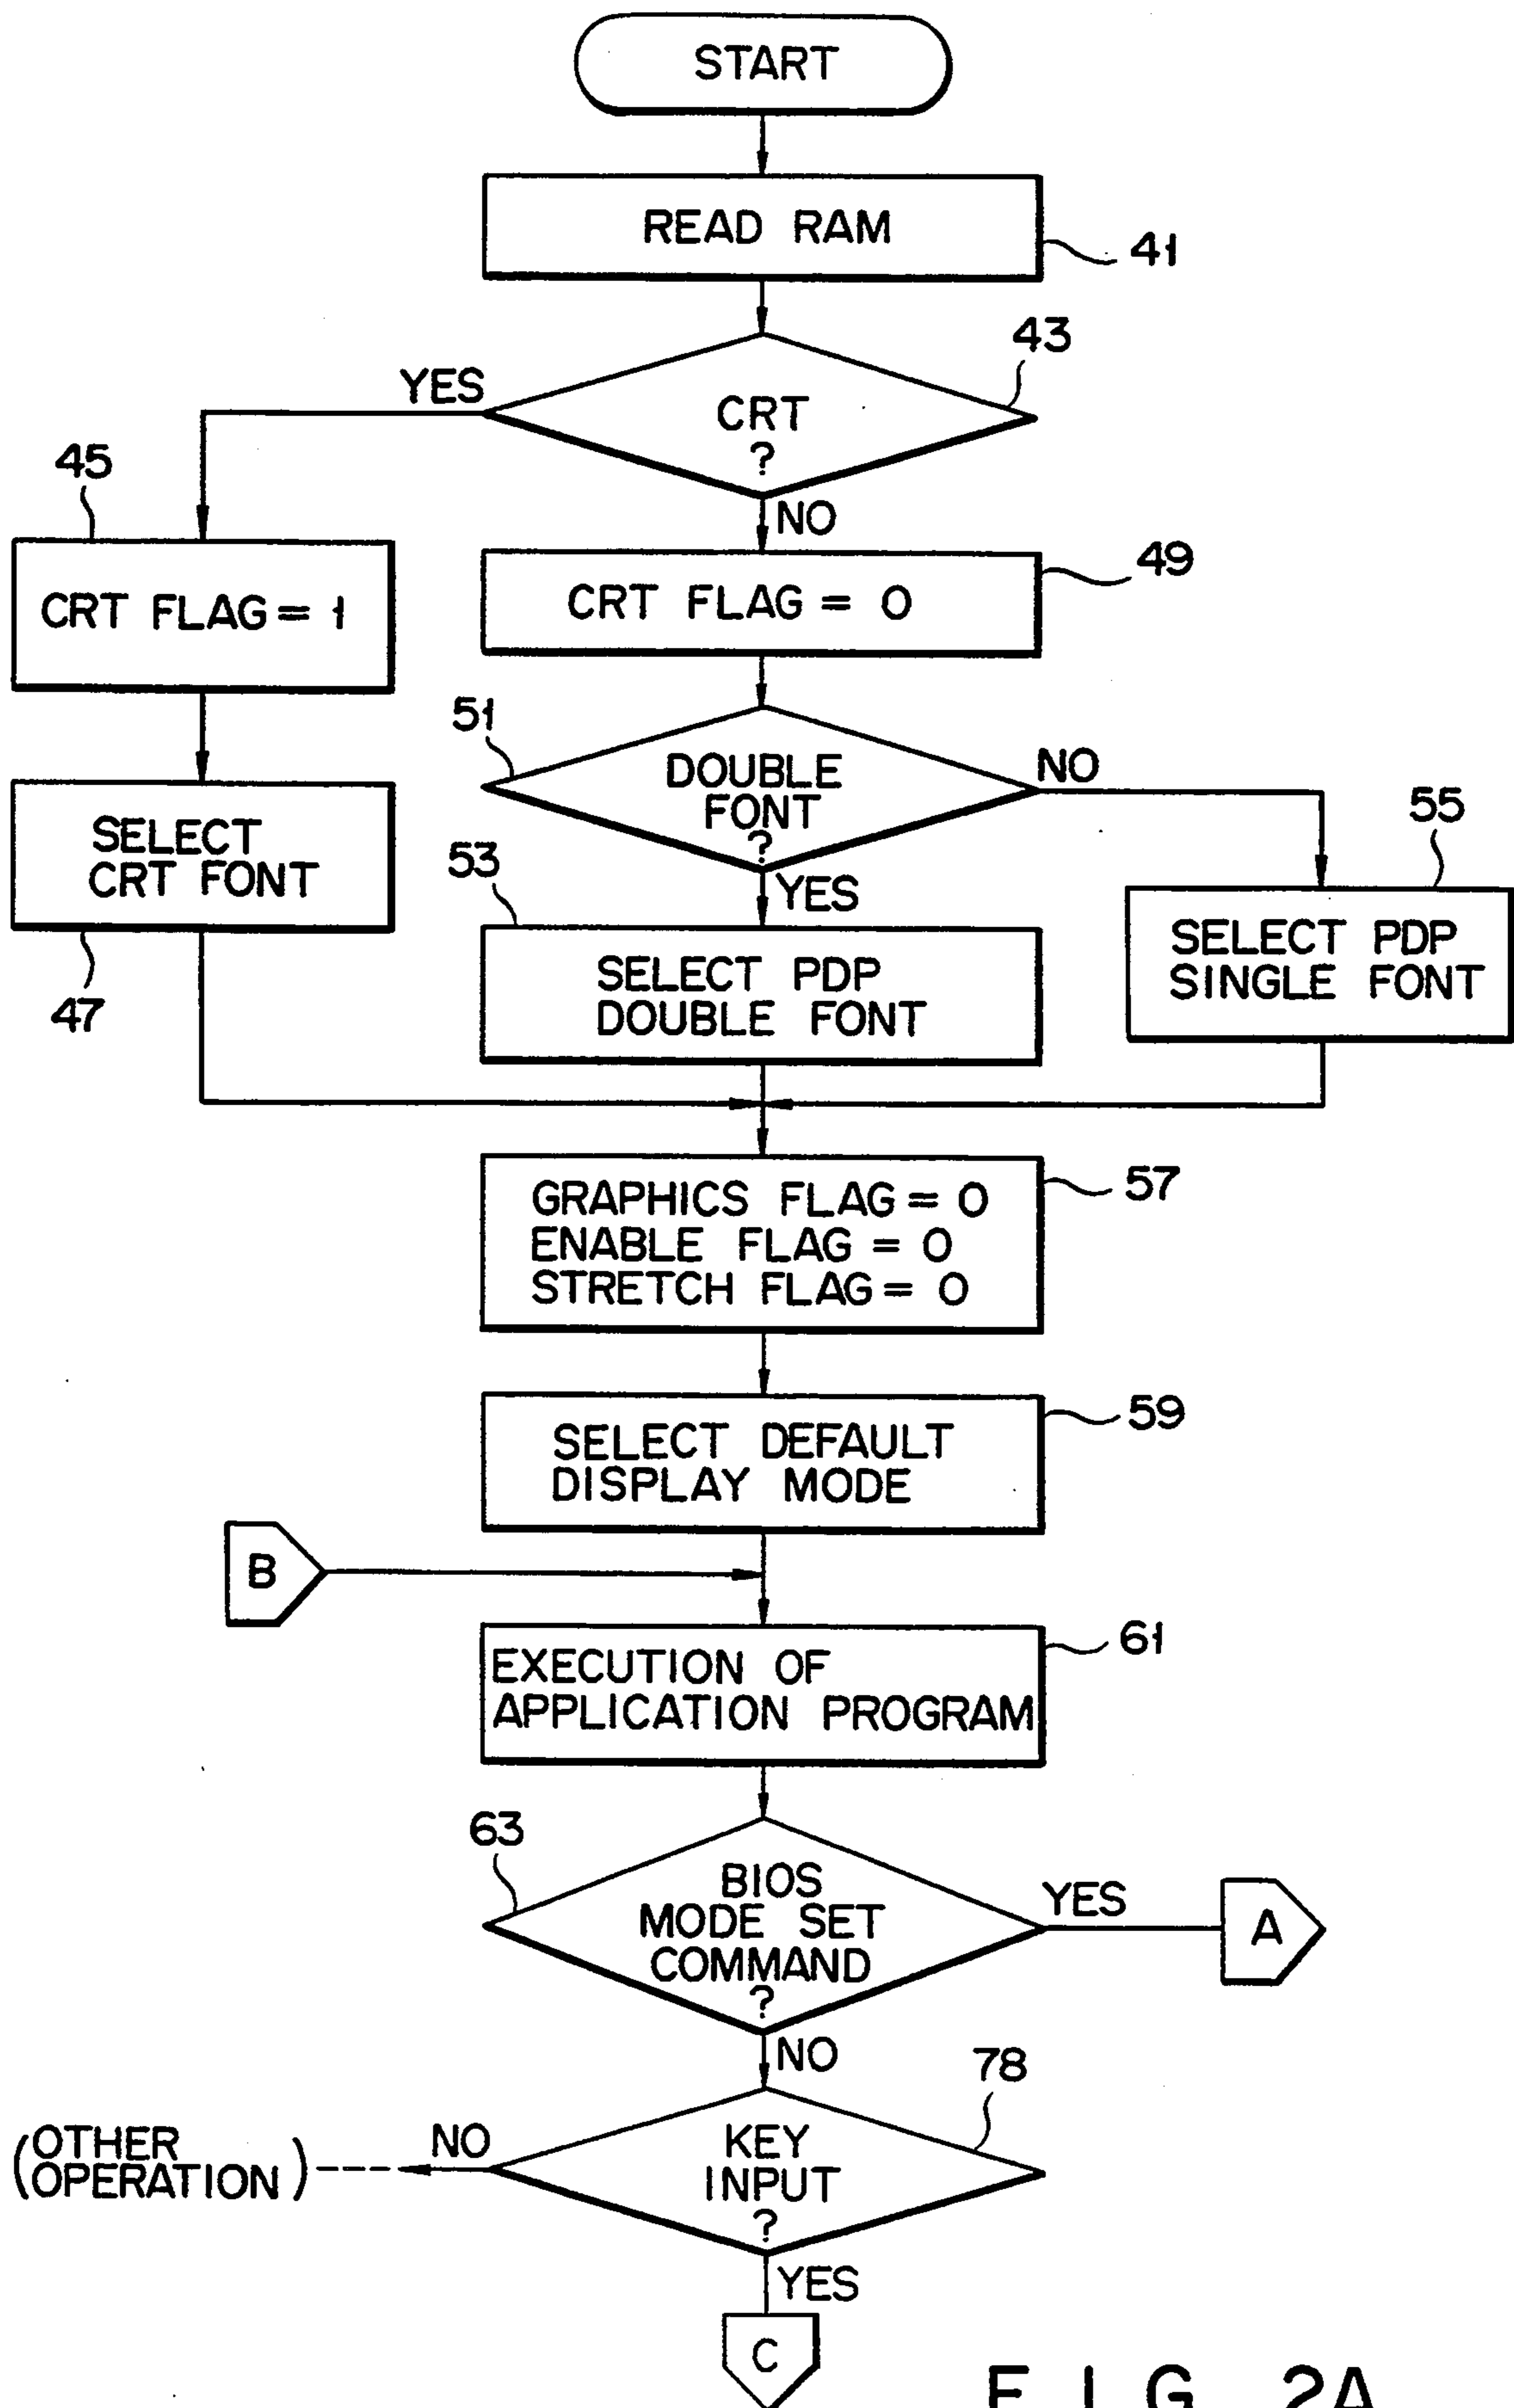 START
READ RAM
41
43
YES
CRT
?
45
NO
49
CRT FLAG = 1
CRT FLAG = 0
51
DOUBLE
FONT
?
NO
55
SELECT
CRT FONT
53
YES
47
SELECT PDP
DOUBLE FONT
SELECT PDP
SINGLE FONT
57
GRAPHICS FLAG = 0
ENABLE FLAG = 0
STRETCH FLAG = 0
59
SELECT DEFAULT
DISPLAY MODE
B
61
EXECUTION OF
APPLICATION PROGRAM
63
BIOS
MODE SET
COMMAND
?
YES
A
NO
78
KEY
INPUT
?
NO
(OTHER
OPERATION)
YES
C
FIG. 2A